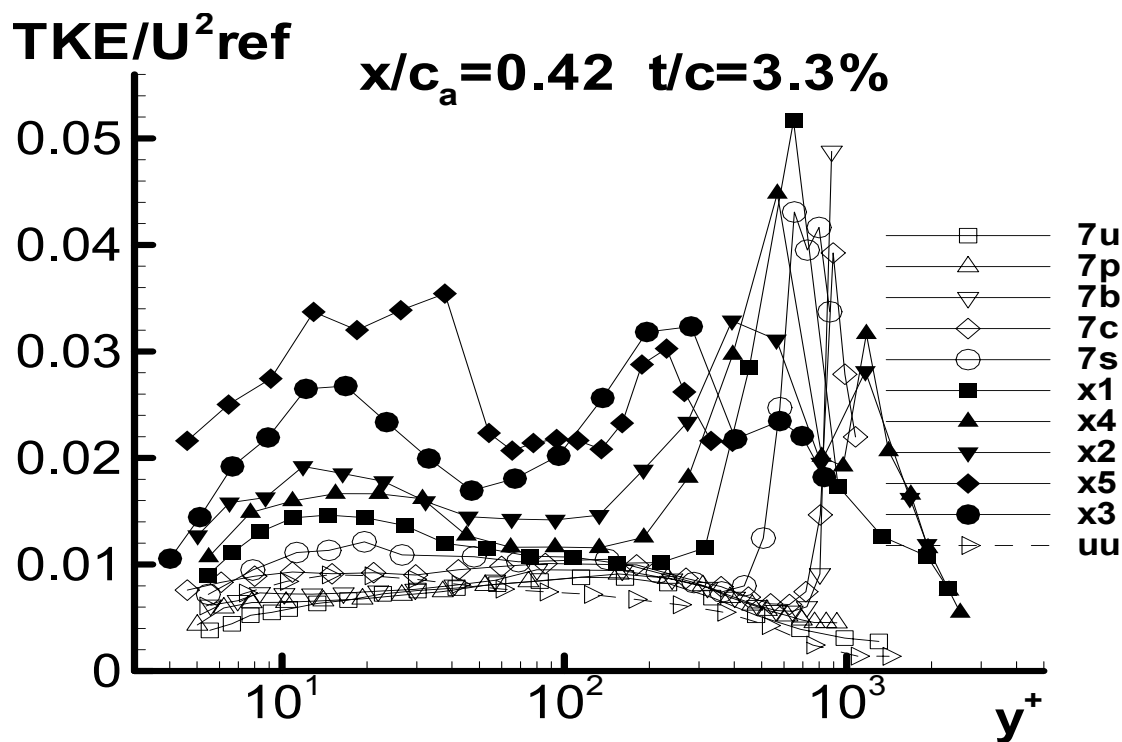 TKE/U²ref
x/cₐ=0.42 t/c=3.3%
0.05
0.04
0.03
0.02
0.01
0
10¹
10²
10³
y⁺
7u
7p
7b
7c
7s
x1
x4
x2
x5
x3
uu